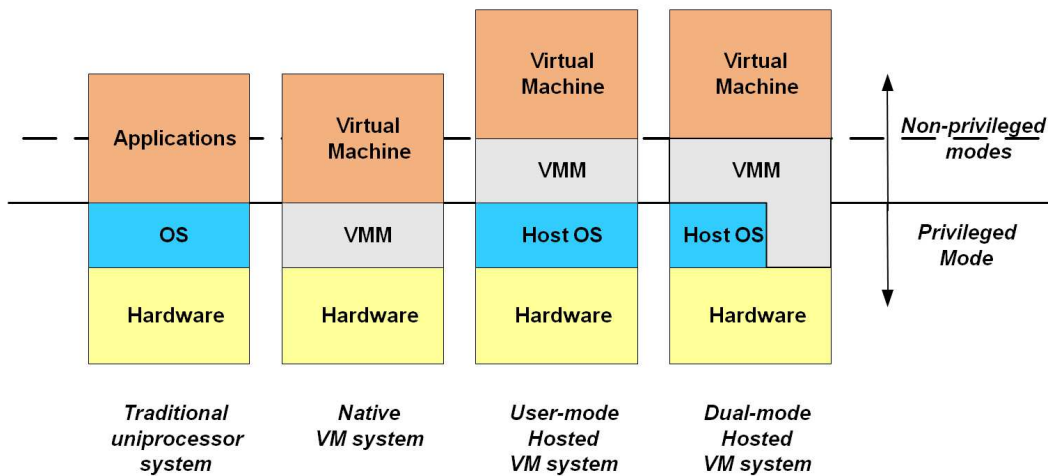 Applications
OS
Hardware
Traditional
uniprocessor
system
Virtual
Machine
VMM
Hardware
Native
VM system
Virtual
Machine
VMM
Host OS
Hardware
User-mode
Hosted
VM system
Virtual
Machine
VMM
Host OS
Hardware
Dual-mode
Hosted
VM system
Non-privileged
modes
Privileged
Mode